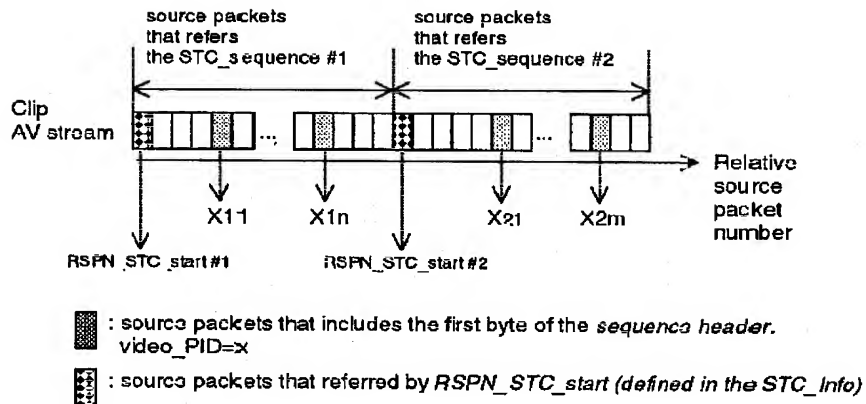 source packets
that refers
the STC_sequence #1
source packets
that refers
the STC_sequence #2
Clip
AV stream
...
...
Relative
source
packet
number
X11
X1n
X21
X2m
RSPN_STC_start#1
RSPN_STC_start#2
: source packets that includes the first byte of the sequence header.
video_PID=x
: source packets that referred by RSPN_STC_start (defined in the STC_Info)